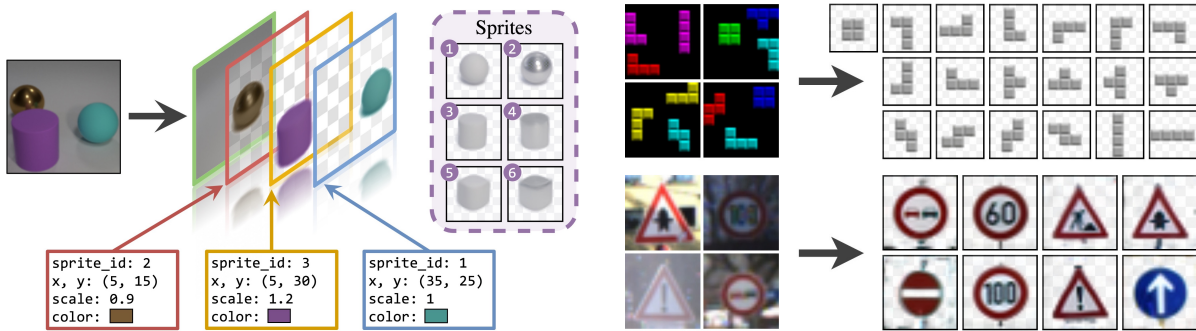 Sprites
1
2
3
4
5
6
sprite_id: 2
x, y: (5, 15)
scale: 0.9
color:
sprite_id: 3
x, y: (5, 30)
scale: 1.2
color:
sprite_id: 1
x, y: (35, 25)
scale: 1
color:
100
60
100